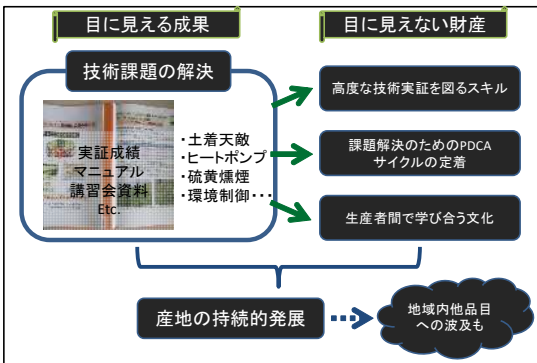 目に見える成果
目に見えない財産
技術課題の解決
実証成績
マニュアル
講習会資料
Etc.
・土着天敵
・ヒートポンプ
・硫黄燻煙
・環境制御・・・
高度な技術実証を図るスキル
課題解決のためのPDCA
サイクルの定着
生産者間で学び合う文化
産地の持続的発展
地域内他品目
への波及も